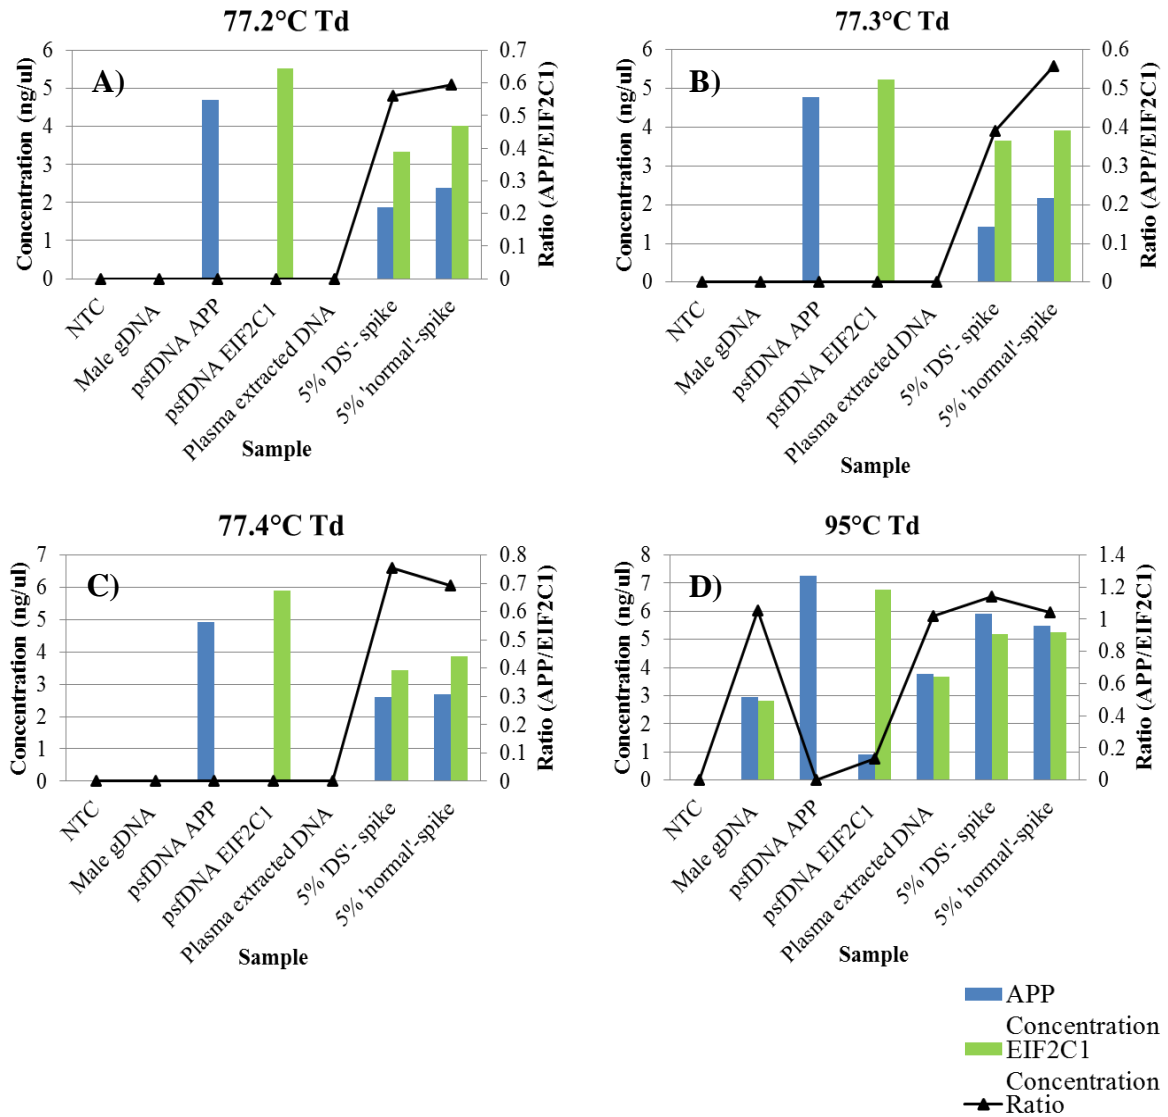 77.2°C Td
A)
Concentration (ng/ul)
6
5
4
3
2
1
0
0.7
0.6
0.5
0.4
0.3
0.2
0.1
0
Ratio (APP/EIF2C1)
NTC
Male gDNA
psfDNA APP
psfDNA EIF2C1
Plasma extracted DNA
5% 'DS'- spike
5% 'normal'-spike
Sample
77.3°C Td
B)
Concentration (ng/ul)
6
5
4
3
2
1
0
0.6
0.5
0.4
0.3
0.2
0.1
0
Ratio (APP/EIF2C1)
NTC
Male gDNA
psfDNA APP
psfDNA EIF2C1
Plasma extracted DNA
5% 'DS'- spike
5% 'normal'-spike
Sample
77.4°C Td
C)
Concentration (ng/ul)
7
6
5
4
3
2
1
0
0.8
0.7
0.6
0.5
0.4
0.3
0.2
0.1
0
Ratio (APP/EIF2C1)
NTC
Male gDNA
psfDNA APP
psfDNA EIF2C1
Plasma extracted DNA
5% 'DS'- spike
5% 'normal'-spike
Sample
95°C Td
D)
Concentration (ng/ul)
8
7
6
5
4
3
2
1
0
1.4
1.2
1
0.8
0.6
0.4
0.2
0
Ratio (APP/EIF2C1)
NTC
Male gDNA
psfDNA APP
psfDNA EIF2C1
Plasma extracted DNA
5% 'DS'- spike
5% 'normal'-spike
Sample
APP
Concentration
EIF2C1
Concentration
Ratio